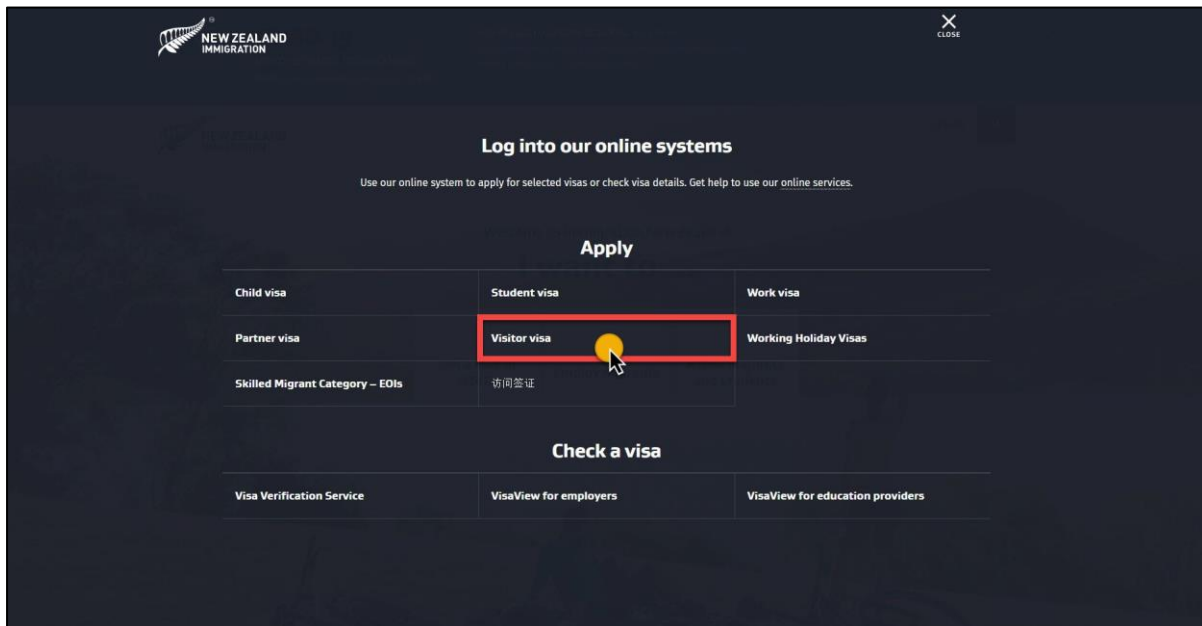 ®
NEW ZEALAND
IMMIGRATION
CLOSE
Log into our online systems
Use our online system to apply for selected visas or check visa details. Get help to use our online services.
Apply
Child visa
Student visa
Work visa
Partner visa
Visitor visa
Working Holiday Visas
Skilled Migrant Category – EOIs
访问签证
Check a visa
Visa Verification Service
VisaView for employers
VisaView for education providers